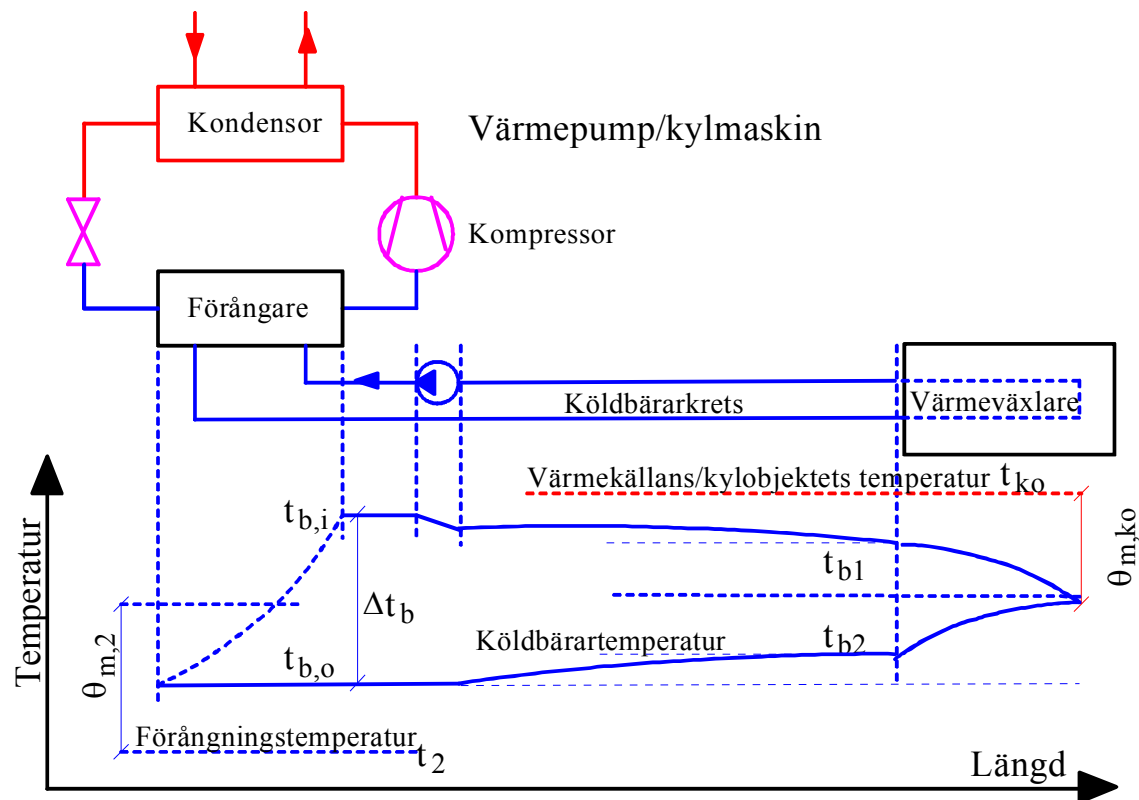 Kondensor
Värmepump/kylmaskin
Kompressor
Förångare
Köldbärarkrets
Värmeväxlare
Värmekällans/kylobjektets temperatur t_ko
t_b,i
θ_m,ko
t_b1
Δt_b
Köldbärartemperatur
t_b2
θ_m,2
t_b,o
Temperatur
Förångningstemperatur t_2
Längd